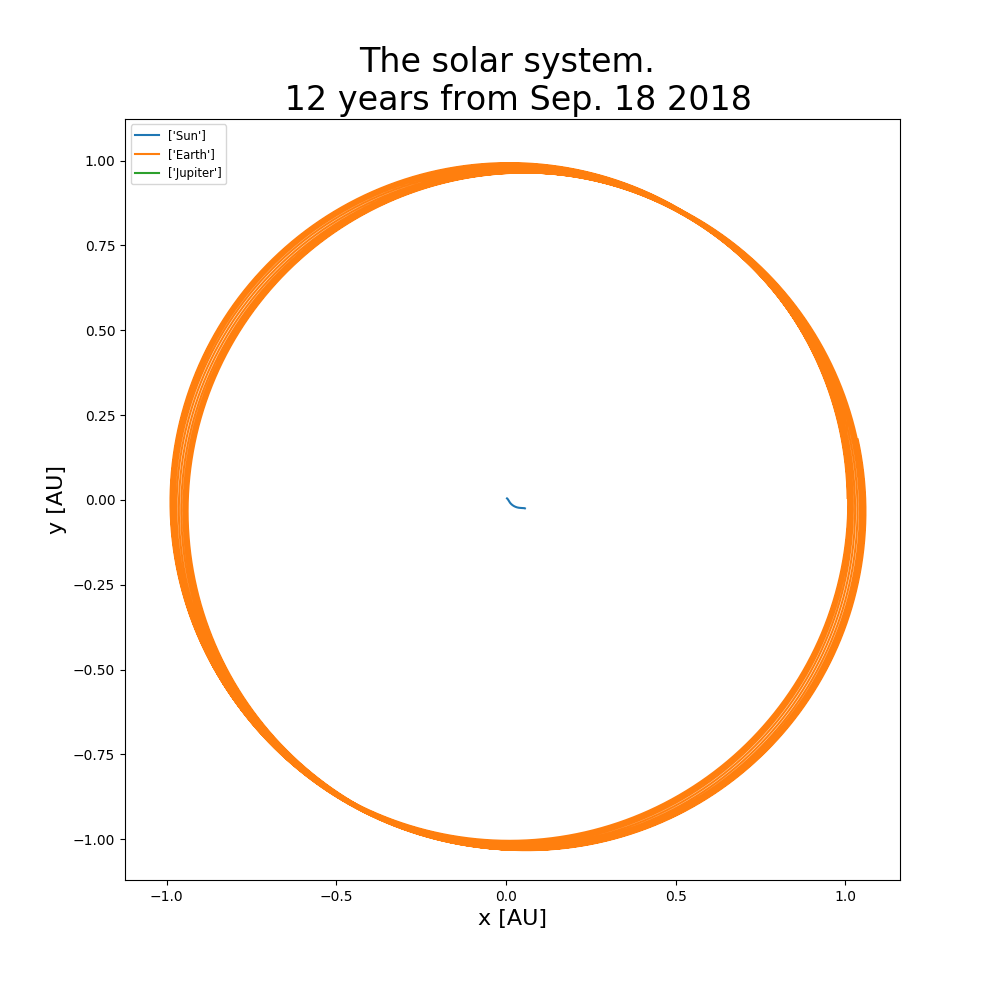 The solar system.
12 years from Sep. 18 2018
['Sun']
['Earth']
['Jupiter']
1.00
0.75
0.50
0.25
0.00
−0.25
−0.50
−0.75
−1.00
y [AU]
−1.0
−0.5
0.0
0.5
1.0
x [AU]